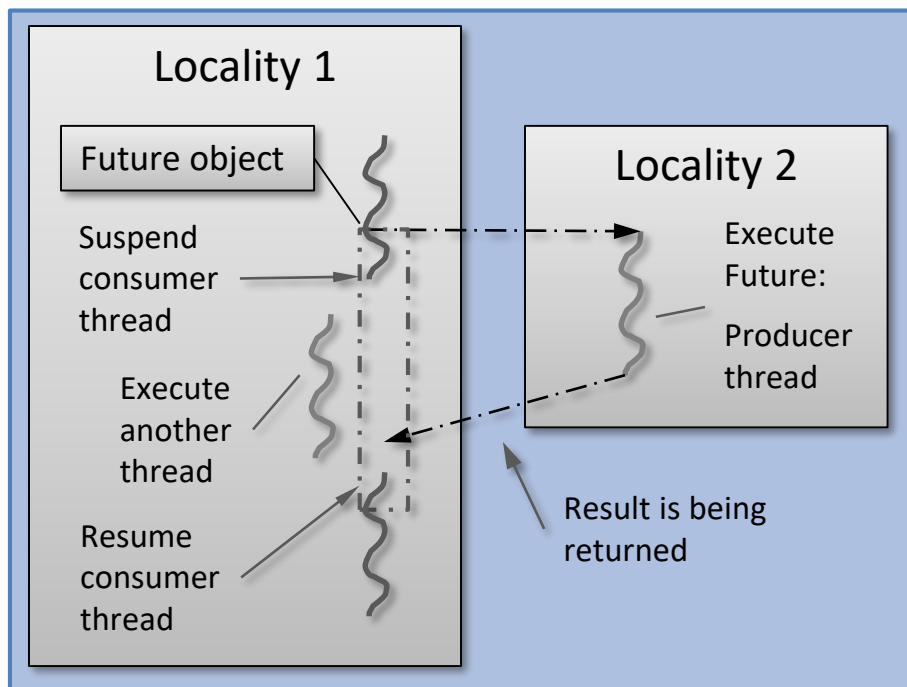 Locality 1
Future object
Suspend
consumer
thread
Execute
another
thread
Resume
consumer
thread
Locality 2
Execute
Future:
Producer
thread
Result is being
returned